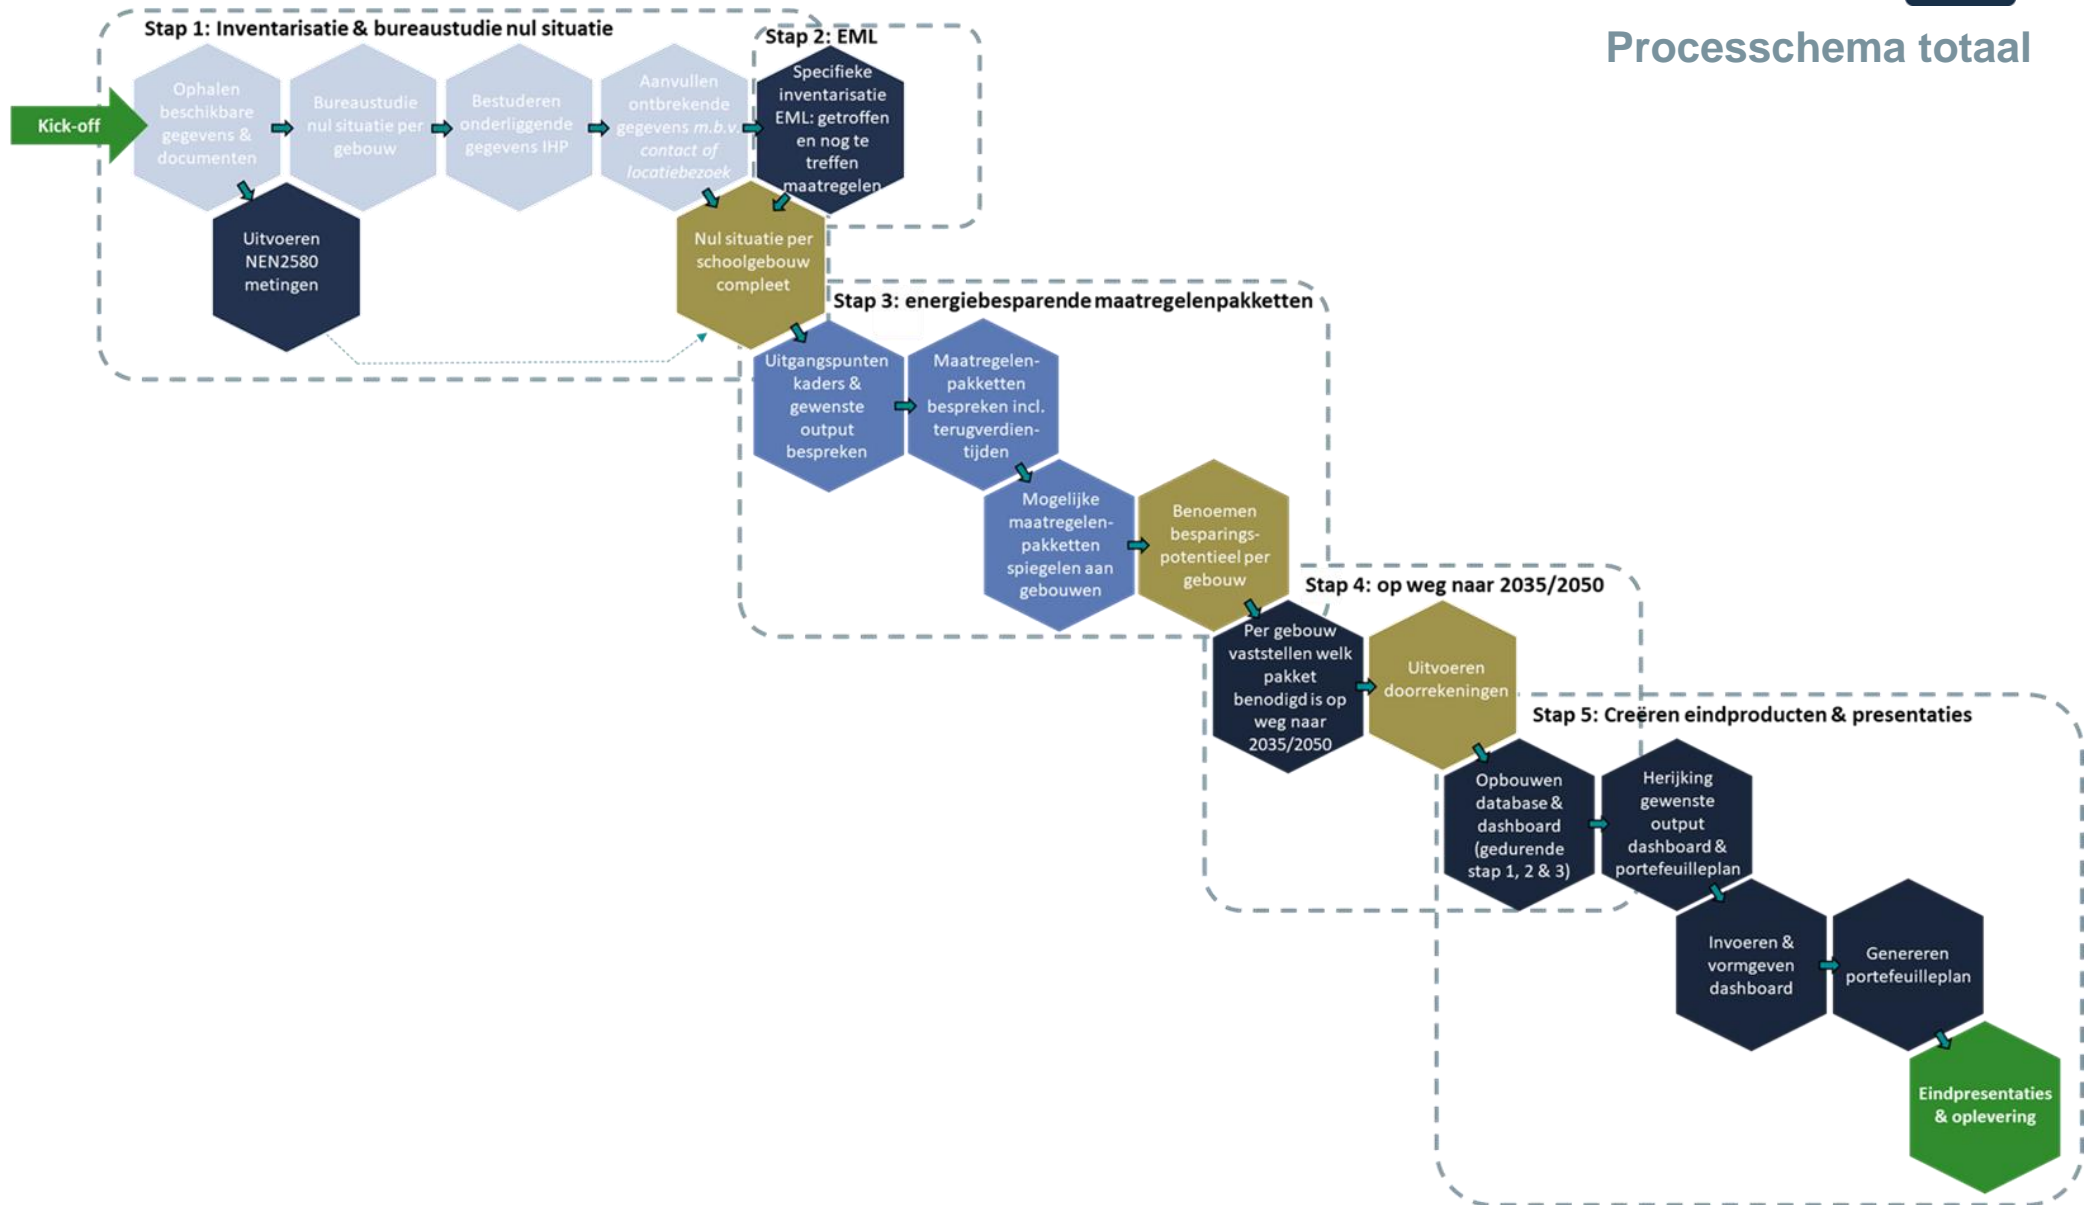 Processchema totaal
Stap 1: Inventarisatie & bureaustudie nul situatie
Kick-off
Ophalen
beschikbare
gegevens &
documenten
Bureaustudie
nul situatie per
gebouw
Bestuderen
onderliggende
gegevens IHP
Aanvullen
ontbrekende
gegevens m.b.v.
contact of
locatiebezoek
Uitvoeren
NEN2580
metingen
Nul situatie per
schoolgebouw
compleet
Stap 2: EML
Specifieke
inventarisatie
EML: getroffen
en nog te
treffen
maatregelen
Stap 3: energiebesparende maatregelenpakketten
Uitgangspunten
kaders &
gewenste
output
bespreken
Maatregelen-
pakketten
bespreken incl.
terugverdien-
tijden
Mogelijke
maatregelen-
pakketten
spiegelen aan
gebouwen
Benoemen
besparings-
potentieel per
gebouw
Stap 4: op weg naar 2035/2050
Per gebouw
vaststellen welk
pakket
benodigd is op
weg naar
2035/2050
Uitvoeren
doorrekeningen
Stap 5: Creëren eindproducten & presentaties
Opbouwen
database &
dashboard
(gedurende
stap 1, 2 & 3)
Herijking
gewenste
output
dashboard &
portefeuilleplan
Invoeren &
vormgeven
dashboard
Genereren
portefeuilleplan
Eindpresentaties
& oplevering